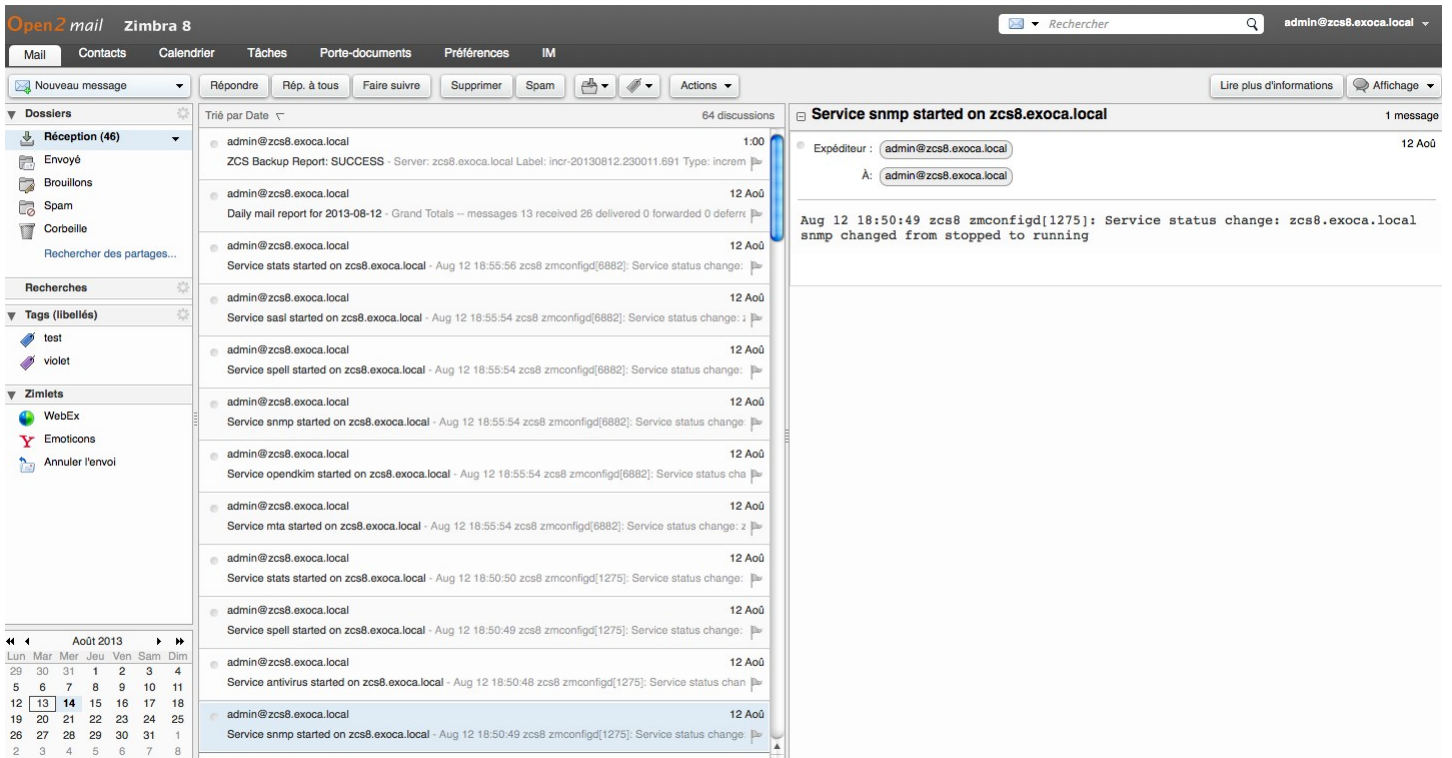 Open2 mail Zimbra 8
Rechercher
admin@zcs8.exoca.local
Mail Contacts Calendrier Tâches Porte-documents Préférences IM
Nouveau message
Répondre Rép. à tous Faire suivre Supprimer Spam Actions
Lire plus d'informations Affichage
Dossiers
Réception (46)
Envoyé
Brouillons
Spam
Corbeille
Rechercher des partages...
Recherches
Tags (libellés)
test
violet
Zimlets
WebEx
Emoticons
Annuler l'envoi
Août 2013
Lun Mar Mer Jeu Ven Sam Dim
29 30 31 1 2 3 4
5 6 7 8 9 10 11
12 13 14 15 16 17 18
19 20 21 22 23 24 25
26 27 28 29 30 31 1
2 3 4 5 6 7 8
Trié par Date 64 discussions
admin@zcs8.exoca.local 1:00
ZCS Backup Report: SUCCESS - Server: zcs8.exoca.local Label: incr-20130812.230011.691 Type: increm
admin@zcs8.exoca.local 12 Aoû
Daily mail report for 2013-08-12 - Grand Totals -- messages 13 received 26 delivered 0 forwarded 0 deferre
admin@zcs8.exoca.local 12 Aoû
Service stats started on zcs8.exoca.local - Aug 12 18:55:56 zcs8 zmconfigd[6882]: Service status change:
admin@zcs8.exoca.local 12 Aoû
Service sasl started on zcs8.exoca.local - Aug 12 18:55:54 zcs8 zmconfigd[6882]: Service status change: z
admin@zcs8.exoca.local 12 Aoû
Service spell started on zcs8.exoca.local - Aug 12 18:55:54 zcs8 zmconfigd[6882]: Service status change:
admin@zcs8.exoca.local 12 Aoû
Service snmp started on zcs8.exoca.local - Aug 12 18:55:54 zcs8 zmconfigd[6882]: Service status change:
admin@zcs8.exoca.local 12 Aoû
Service opendkim started on zcs8.exoca.local - Aug 12 18:55:54 zcs8 zmconfigd[6882]: Service status cha
admin@zcs8.exoca.local 12 Aoû
Service mta started on zcs8.exoca.local - Aug 12 18:55:54 zcs8 zmconfigd[6882]: Service status change: z
admin@zcs8.exoca.local 12 Aoû
Service stats started on zcs8.exoca.local - Aug 12 18:50:50 zcs8 zmconfigd[1275]: Service status change:
admin@zcs8.exoca.local 12 Aoû
Service spell started on zcs8.exoca.local - Aug 12 18:50:49 zcs8 zmconfigd[1275]: Service status change:
admin@zcs8.exoca.local 12 Aoû
Service antivirus started on zcs8.exoca.local - Aug 12 18:50:48 zcs8 zmconfigd[1275]: Service status chan
admin@zcs8.exoca.local 12 Aoû
Service snmp started on zcs8.exoca.local - Aug 12 18:50:49 zcs8 zmconfigd[1275]: Service status change:
Service snmp started on zcs8.exoca.local 1 message
Expéditeur : admin@zcs8.exoca.local 12 Aoû
À: admin@zcs8.exoca.local
Aug 12 18:50:49 zcs8 zmconfigd[1275]: Service status change: zcs8.exoca.local
snmp changed from stopped to running